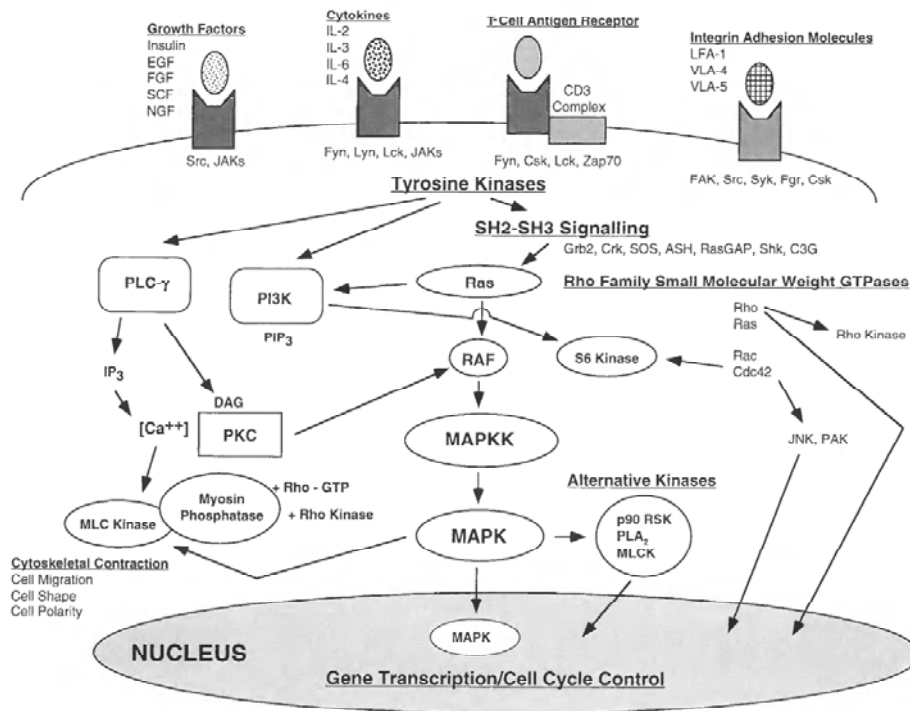 Growth Factors
Insulin
EGF
FGF
SCF
NGF
Src, JAKs
Cytokines
IL-2
IL-3
IL-6
IL-4
Fyn, Lyn, Lck, JAKs
T-Cell Antigen Receptor
CD3
Complex
Fyn, Csk, Lck, Zap70
Integrin Adhesion Molecules
LFA-1
VLA-4
VLA-5
FAK, Src, Syk, Fgr, Csk
Tyrosine Kinases
SH2-SH3 Signalling
Grb2, Crk, SOS, ASH, RasGAP, Shk, C3G
PLC-γ
PI3K
PIP3
Ras
Rho Family Small Molecular Weight GTPases
Rho
Ras
Rho Kinase
Rac
Cdc42
RAF
S6 Kinase
IP3
DAG
[Ca++]
PKC
MAPKK
JNK, PAK
Alternative Kinases
MLC Kinase
Myosin
Phosphatase
+ Rho - GTP
+ Rho Kinase
MAPK
p90 RSK
PLA2
MLCK
Cytoskeletal Contraction
Cell Migration
Cell Shape
Cell Polarity
MAPK
NUCLEUS
Gene Transcription/Cell Cycle Control